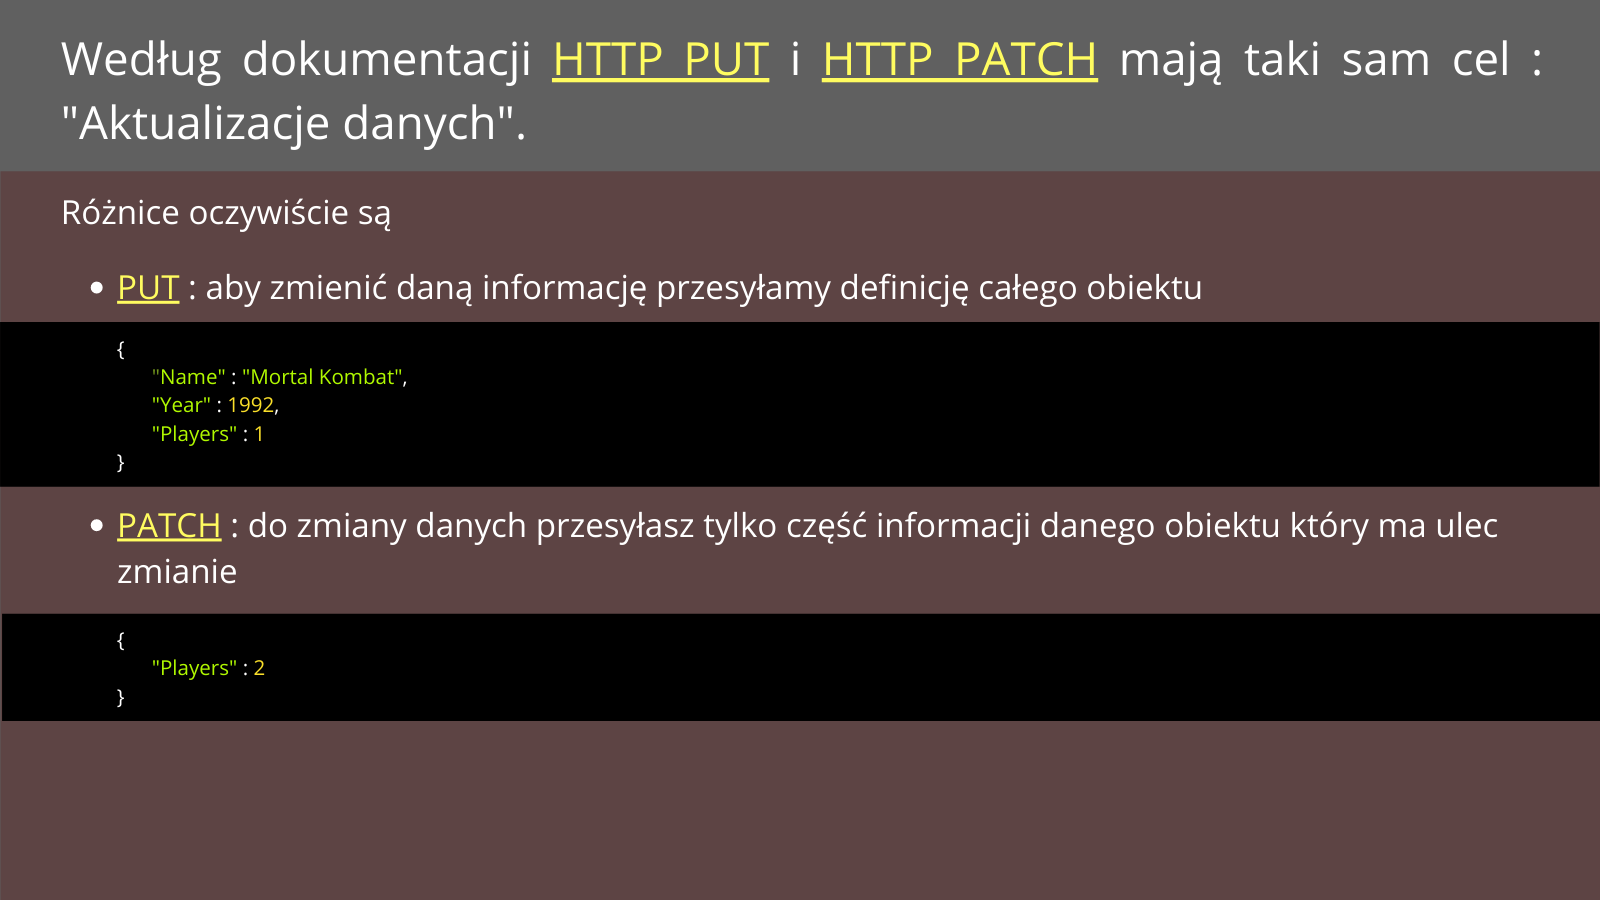 Według dokumentacji HTTP PUT i HTTP PATCH mają taki sam cel :
"Aktualizacje danych".
Różnice oczywiście są
• PUT : aby zmienić daną informację przesyłamy definicję całego obiektu
{
"Name" : "Mortal Kombat",
"Year" : 1992,
"Players" : 1
}
• PATCH : do zmiany danych przesyłasz tylko część informacji danego obiektu który ma ulec
zmianie
{
"Players" : 2
}